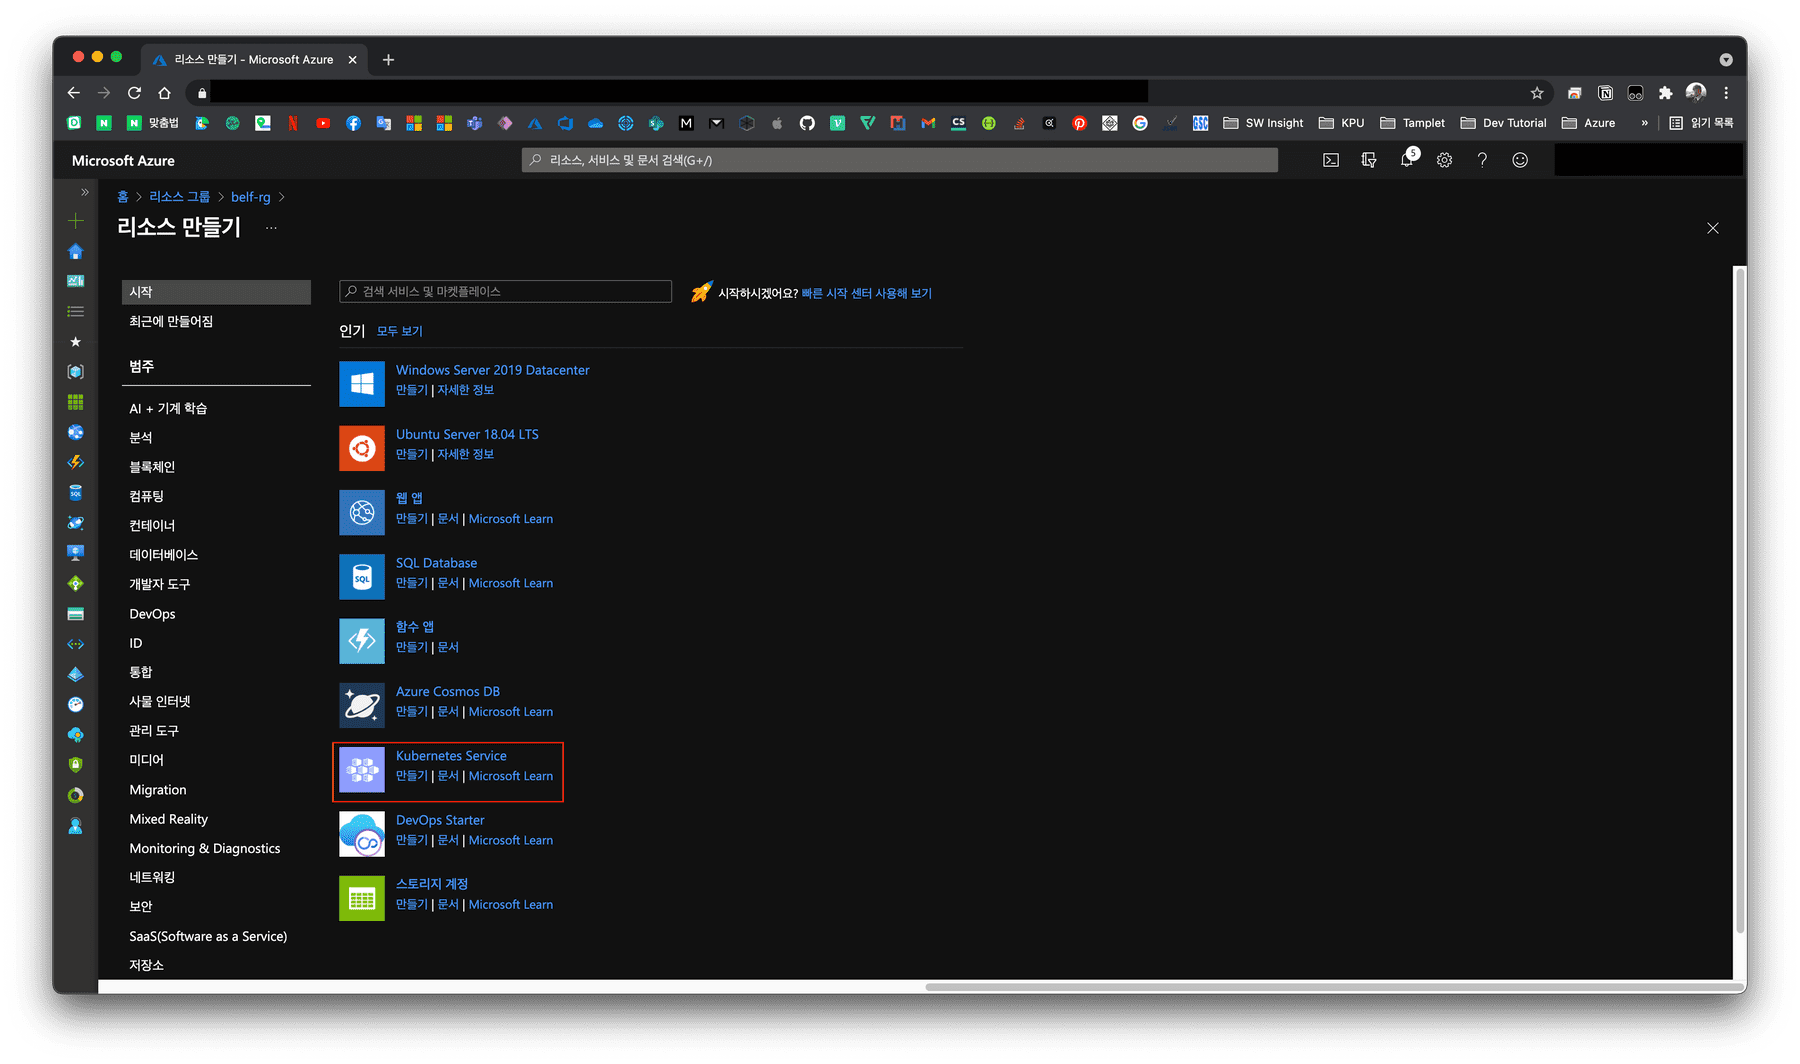 리소스 만들기 - Microsoft Azure
맞춤법
SW Insight
KPU
Tamplet
Dev Tutorial
Azure
»
읽기 목록
Microsoft Azure
리소스, 서비스 및 문서 검색(G+/)
5
홈 > 리소스 그룹 > belf-rg >
리소스 만들기 ...
시작
최근에 만들어짐
범주
AI + 기계 학습
분석
블록체인
컴퓨팅
컨테이너
데이터베이스
개발자 도구
DevOps
ID
통합
사물 인터넷
관리 도구
미디어
Migration
Mixed Reality
Monitoring & Diagnostics
네트워킹
보안
SaaS(Software as a Service)
저장소
검색 서비스 및 마켓플레이스
시작하시겠어요? 빠른 시작 센터 사용해 보기
인기 모두 보기
Windows Server 2019 Datacenter
만들기 | 자세한 정보
Ubuntu Server 18.04 LTS
만들기 | 자세한 정보
웹 앱
만들기 | 문서 | Microsoft Learn
SQL Database
만들기 | 문서 | Microsoft Learn
함수 앱
만들기 | 문서
Azure Cosmos DB
만들기 | 문서 | Microsoft Learn
Kubernetes Service
만들기 | 문서 | Microsoft Learn
DevOps Starter
만들기 | 문서 | Microsoft Learn
스토리지 계정
만들기 | 문서 | Microsoft Learn